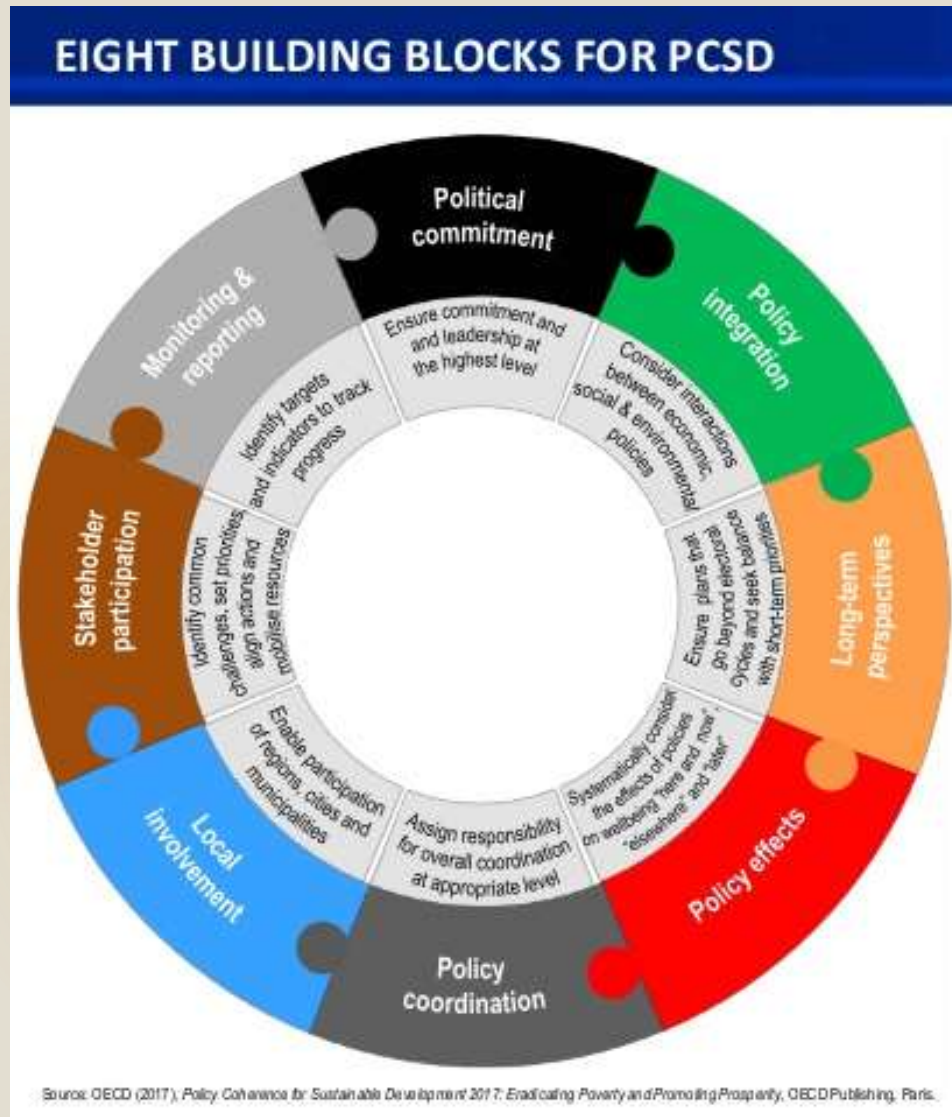 EIGHT BUILDING BLOCKS FOR PCSD
Political
commitment
Ensure commitment and
and leadership at
the highest level
Policy
integration
Consider interactions
between economic,
social & environmental
policies
Long-term
perspectives
Ensure plans that
go beyond electoral
cycles and seek balance
with short-term priorities
Policy effects
Systematically consider
the effects of policies
on wellbeing "here and now",
"elsewhere" and "later"
Policy
coordination
Assign responsibility
for overall coordination
at appropriate level
Local
involvement
Enable participation
of regions, cities and
municipalities
Stakeholder
participation
Identify common
challenges, set priorities,
align actions and
mobilise resources
Monitoring &
reporting
Identify targets
and indicators to track
progress
Source: OECD (2017), Policy Coherence for Sustainable Development 2017: Eradicating Poverty and Promoting Prosperity, OECD Publishing, Paris.